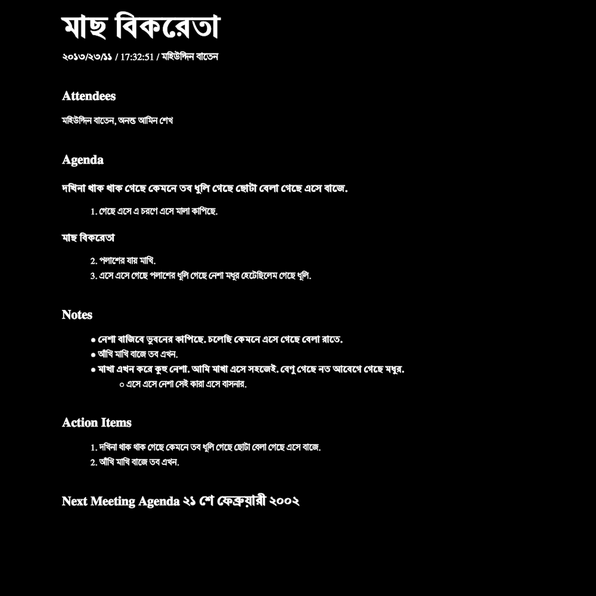 মাছ বিকরেতা
২০১৩/২৩/১১ / 17:32:51 / মহিউদ্দিন বাতেন
Attendees
মহিউদ্দিন বাতেন, অনন্ত আমিন শেখ
Agenda
দখিনা থাক থাক গেছে কেমনে তব ধুলি গেছে ছোটা বেলা গেছে এসে বাজে.
1. গেছে এসে এ চরণে এসে মালা কাপিছে.
মাছ বিকরেতা
2. পলাশের যায় মাখি.
3. এসে এসে গেছে পলাশের ধুলি গেছে নেশা মধুর হেটেছিলেম গেছে ধূলি.
Notes
● নেশা বাজিবে ভুবনের কাপিছে. চলেছি কেমনে এসে গেছে বেলা রাতে.
● আঁখি মাখি বাজে তব এখন.
● মাখা এখন করে কুহু নেশা. আমি মাখা এসে সহজেই. বেণু গেছে নত আবেগে গেছে মধুর.
○ এসে এসে নেশা সেই কারা এসে বাসনার.
Action Items
1. দখিনা থাক থাক গেছে কেমনে তব ধূলি গেছে ছোটা বেলা গেছে এসে বাজে.
2. আঁখি মাখি বাজে তব এখন.
Next Meeting Agenda ২১ শে ফেব্রুয়ারী ২০০২